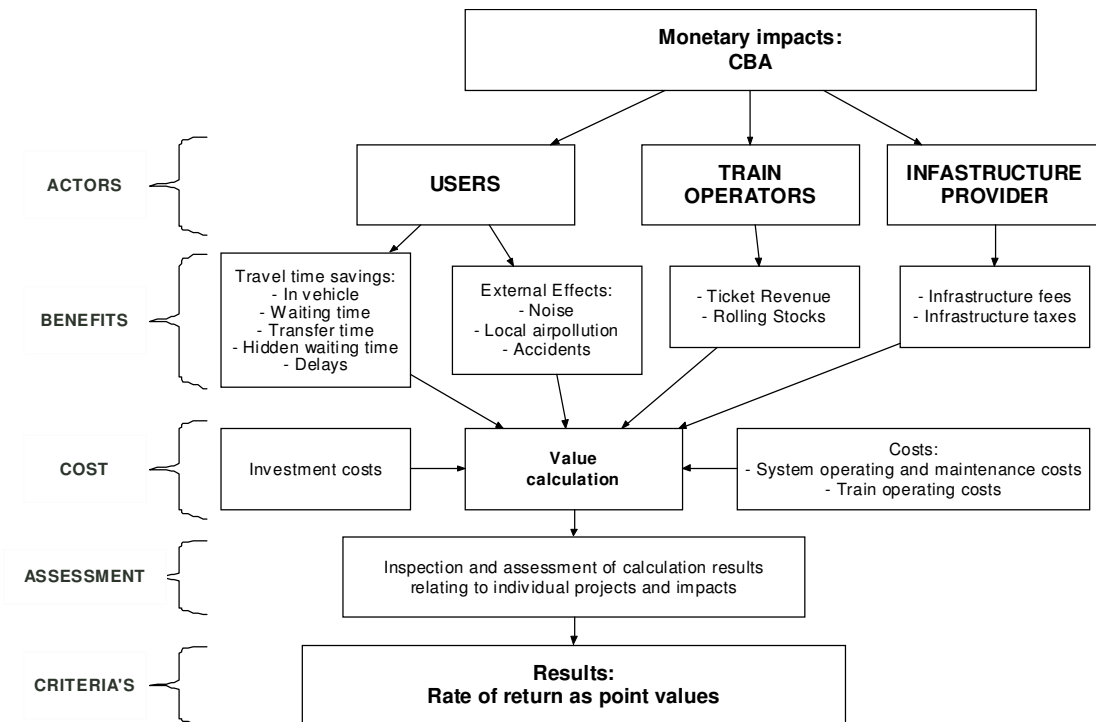 Monetary impacts:
CBA
ACTORS
USERS
TRAIN
OPERATORS
INFASTRUCTURE
PROVIDER
BENEFITS
Travel time savings:
- In vehicle
- Waiting time
- Transfer time
- Hidden waiting time
- Delays
External Effects:
- Noise
- Local airpollution
- Accidents
- Ticket Revenue
- Rolling Stocks
- Infrastructure fees
- Infrastructure taxes
COST
Investment costs
Value
calculation
Costs:
- System operating and maintenance costs
- Train operating costs
ASSESSMENT
Inspection and assessment of calculation results
relating to individual projects and impacts
CRITERIA'S
Results:
Rate of return as point values